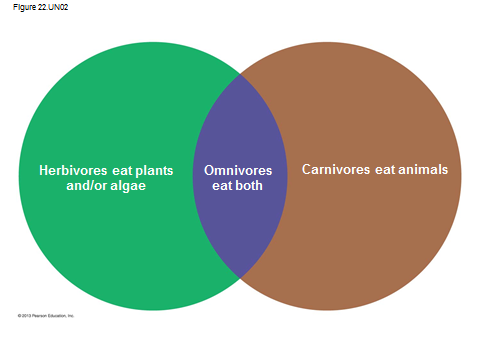 Figure 22.UN02
Herbivores eat plants
and/or algae
Omnivores
eat both
Carnivores eat animals
© 2013 Pearson Education, Inc.